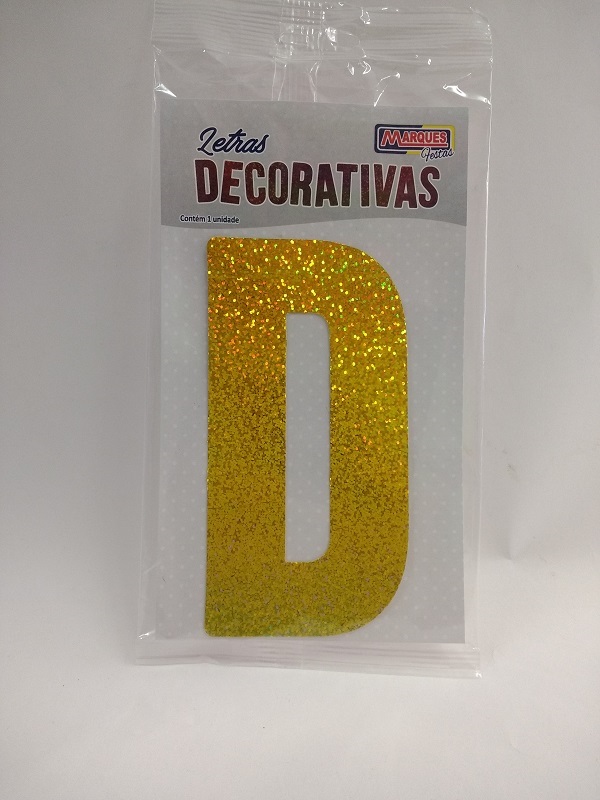 Letras
MARQUES
Festas
DECORATIVAS
Contém 1 unidade
D